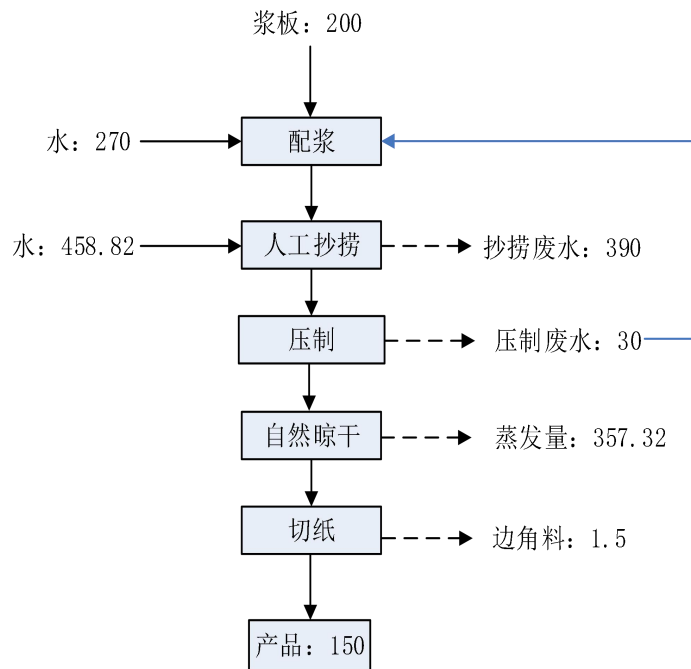 浆板：200
水：270
配浆
水：458.82
人工抄捞
抄捞废水：390
压制
压制废水：30
自然晾干
蒸发量：357.32
切纸
边角料：1.5
产品：150